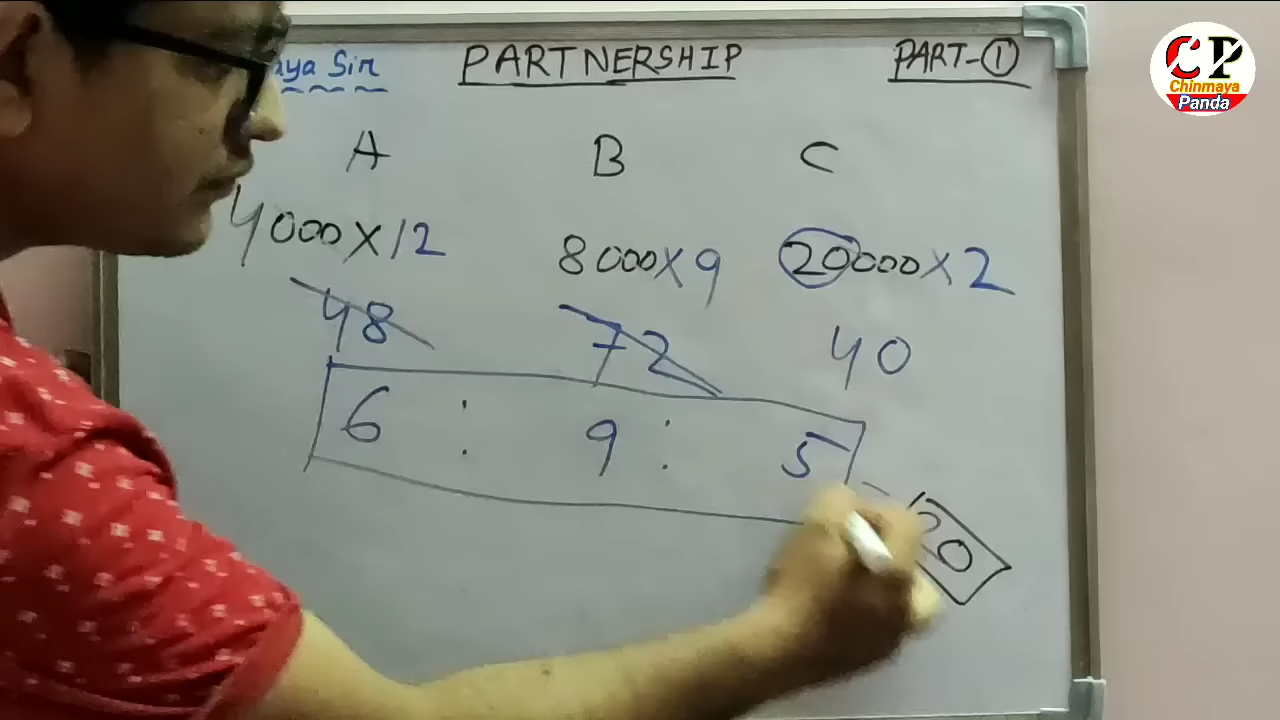 Sir PARTNERSHIP PART-①
CP
Chinmaya
Panda
A B C
4000×12 8000×9 20000×2
48 72 40
6 : 9 : 5
20